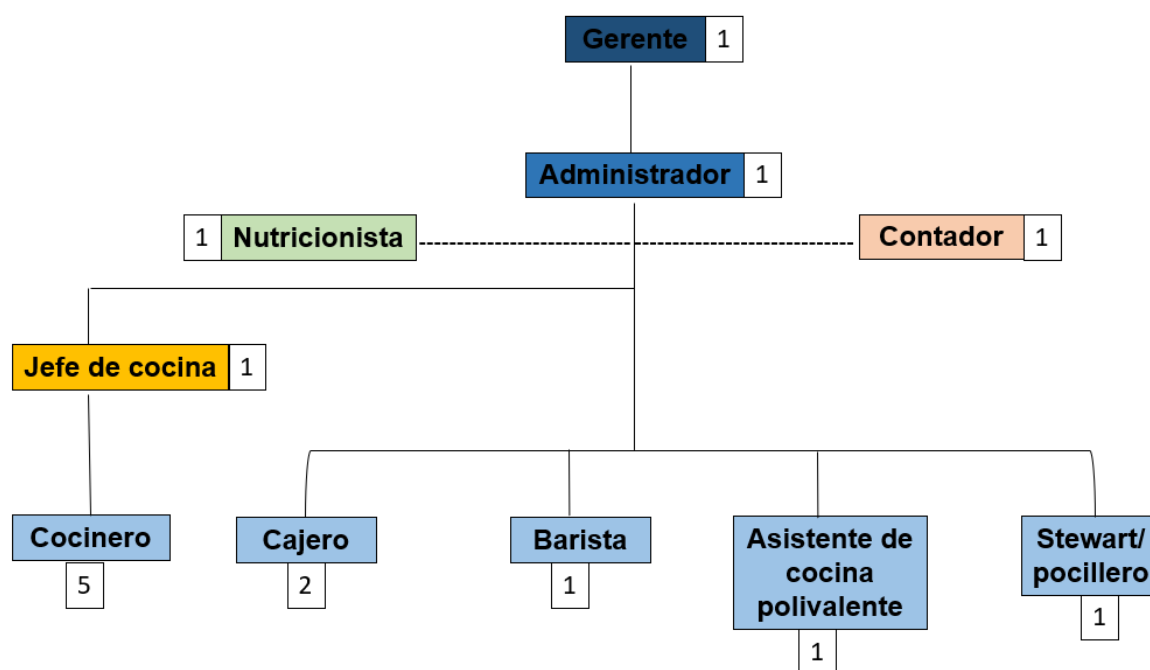 Gerente 1
Administrador 1
1 Nutricionista
Contador 1
Jefe de cocina 1
Cocinero
5
Cajero
2
Barista
1
Asistente de
cocina
polivalente
1
Stewart/
pocillero
1